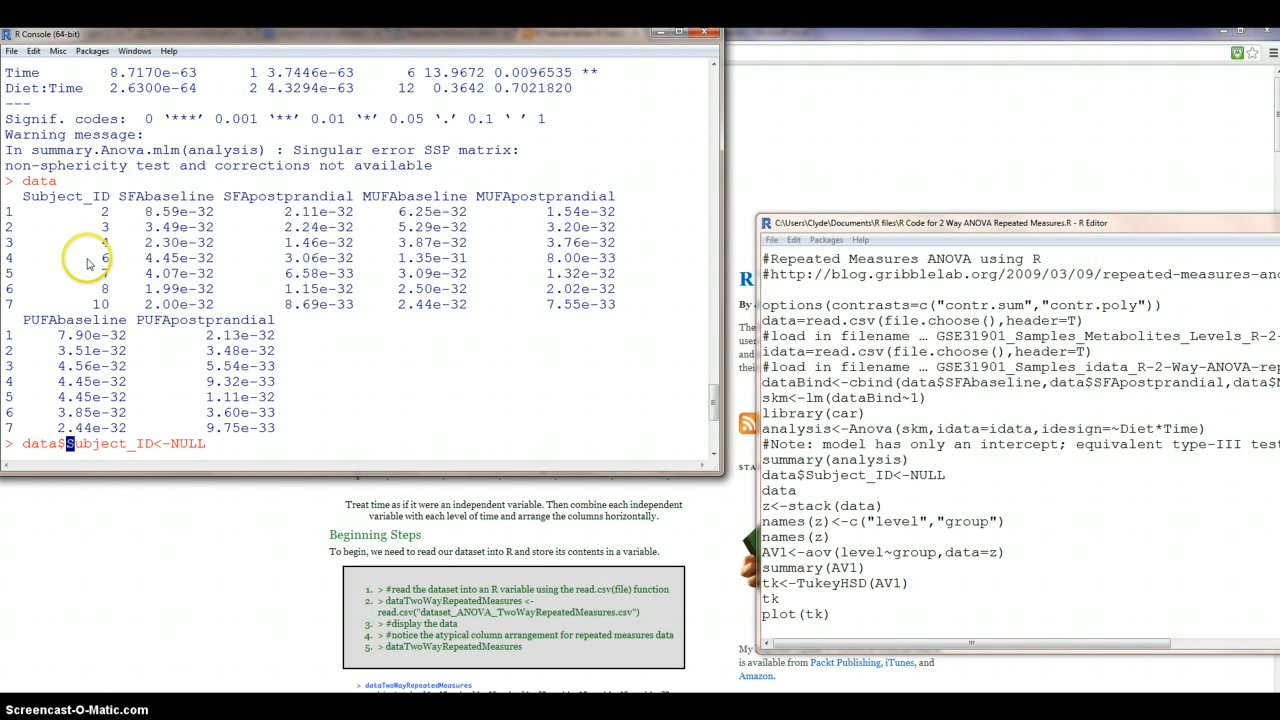 R Console (64-bit)
File Edit Misc Packages Windows Help
Time 8.7170e-63 1 3.7446e-63 6 13.9672 0.0096535 **
Diet:Time 2.6300e-64 2 4.3294e-63 12 0.3642 0.7021820
---
Signif. codes: 0 ‘***’ 0.001 ‘**’ 0.01 ‘*’ 0.05 ‘.’ 0.1 ‘ ’ 1
Warning message:
In summary.Anova.mlm(analysis) : Singular error SSP matrix:
non-sphericity test and corrections not available
> data
Subject_ID SFAbaseline SFApostprandial MUFAbaseline MUFApostprandial
1 2 8.59e-32 2.11e-32 6.25e-32 1.54e-32
2 3 3.49e-32 2.24e-32 5.29e-32 3.20e-32
3 4 2.30e-32 1.46e-32 3.87e-32 3.76e-32
4 6 4.45e-32 3.06e-32 1.35e-31 8.00e-33
5 7 4.07e-32 6.58e-33 3.09e-32 1.32e-32
6 8 1.99e-32 1.15e-32 2.50e-32 2.02e-32
7 10 2.00e-32 8.69e-33 2.44e-32 7.55e-33
PUFAbaseline PUFApostprandial
1 7.90e-32 2.13e-32
2 3.51e-32 3.48e-32
3 4.56e-32 5.54e-33
4 4.45e-32 9.32e-33
5 4.45e-32 1.11e-32
6 3.85e-32 3.60e-33
7 2.44e-32 9.75e-33
> data$Subject_ID<-NULL
Treat time as if it were an independent variable. Then combine each independent
variable with each level of time and arrange the columns horizontally.
Beginning Steps
To begin, we need to read our dataset into R and store its contents in a variable.
1. > #read the dataset into an R variable using the read.csv(file) function
2. > dataTwoWayRepeatedMeasures <-
read.csv("dataset_ANOVA_TwoWayRepeatedMeasures.csv")
3. > #display the data
4. > #notice the atypical column arrangement for repeated measures data
5. > dataTwoWayRepeatedMeasures
> dataTwoWayRepeatedMeasures
C:\Users\Clyde\Documents\R files\R Code for 2 Way ANOVA Repeated Measures.R - R Editor
File Edit Packages Help
#Repeated Measures ANOVA using R
#http://blog.gribblelab.org/2009/03/09/repeated-measures-ano
options(contrasts=c("contr.sum","contr.poly"))
data=read.csv(file.choose(),header=T)
#load in filename … GSE31901_Samples_Metabolites_Levels_R-2-
idata=read.csv(file.choose(),header=T)
#load in filename … GSE31901_Samples_idata_R-2-Way-ANOVA-rep
dataBind<-cbind(data$SFAbaseline,data$SFApostprandial,data$M
skm<-lm(dataBind~1)
library(car)
analysis<-Anova(skm,idata=idata,idesign=~Diet*Time)
#Note: model has only an intercept; equivalent type-III test
summary(analysis)
data$Subject_ID<-NULL
data
z<-stack(data)
names(z)<-c("level","group")
names(z)
AV1<-aov(level~group,data=z)
summary(AV1)
tk<-TukeyHSD(AV1)
tk
plot(tk)
R
By
The
user
and
STA
My
is available from Packt Publishing, iTunes, and
Amazon.
Screencast-O-Matic.com